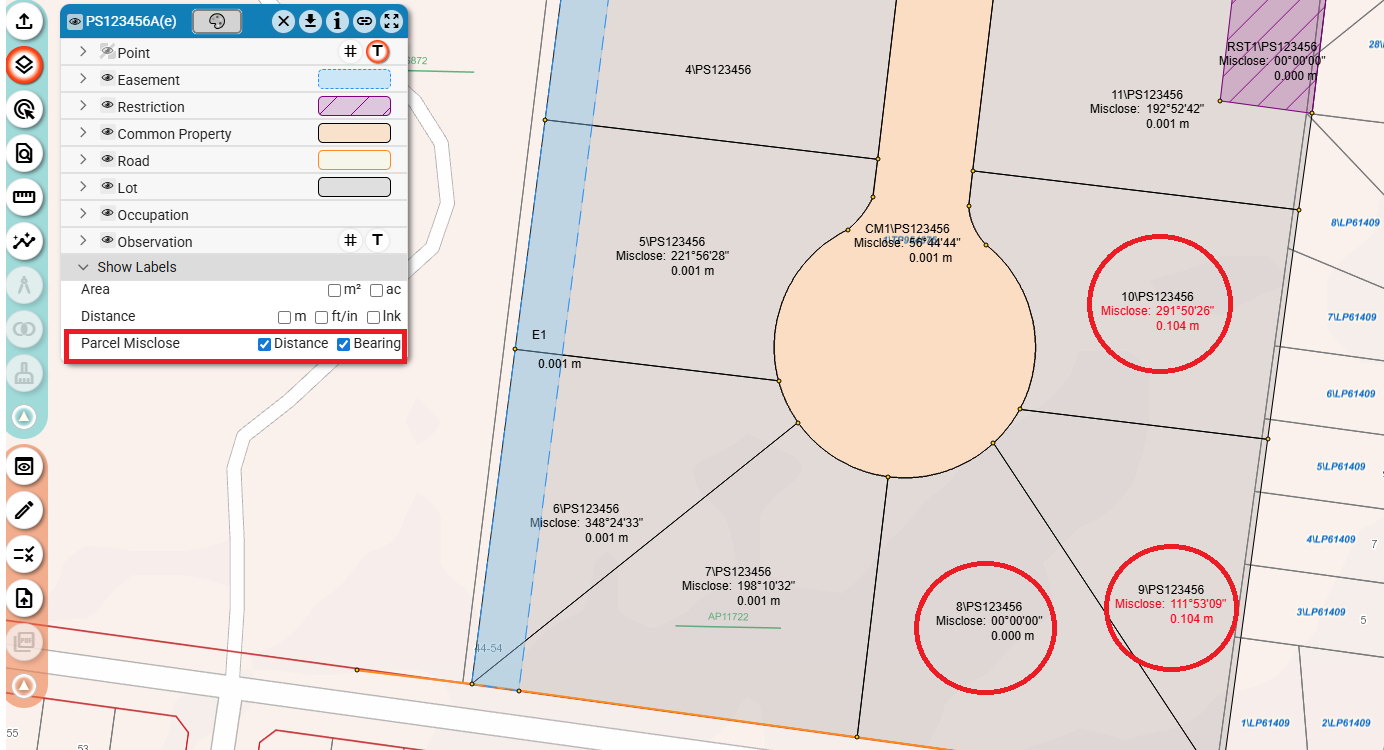 PS123456A(e)
Point # T
Easement
Restriction
Common Property
Road
Lot
Occupation
Observation # T
Show Labels
Area m² ac
Distance m ft/in lnk
Parcel Misclose Distance Bearing
4\PS123456
RST1\PS123456
Misclose: 00°00'00"
0.000 m
11\PS123456
Misclose: 192°52'42"
0.001 m
5\PS123456
Misclose: 221°56'28"
0.001 m
CM1\PS123456
Misclose: 56°44'44"
0.001 m
10\PS123456
Misclose: 291°50'26"
0.104 m
8\LP61409
7\LP61409
6\LP61409
5\LP61409
4\LP61409
3\LP61409
1\LP61409
2\LP61409
E1
0.001 m
6\PS123456
Misclose: 348°24'33"
0.001 m
7\PS123456
Misclose: 198°10'32"
0.001 m
AP11722
8\PS123456
Misclose: 00°00'00"
0.000 m
9\PS123456
Misclose: 111°53'09"
0.104 m
44-54
7
5
55
53